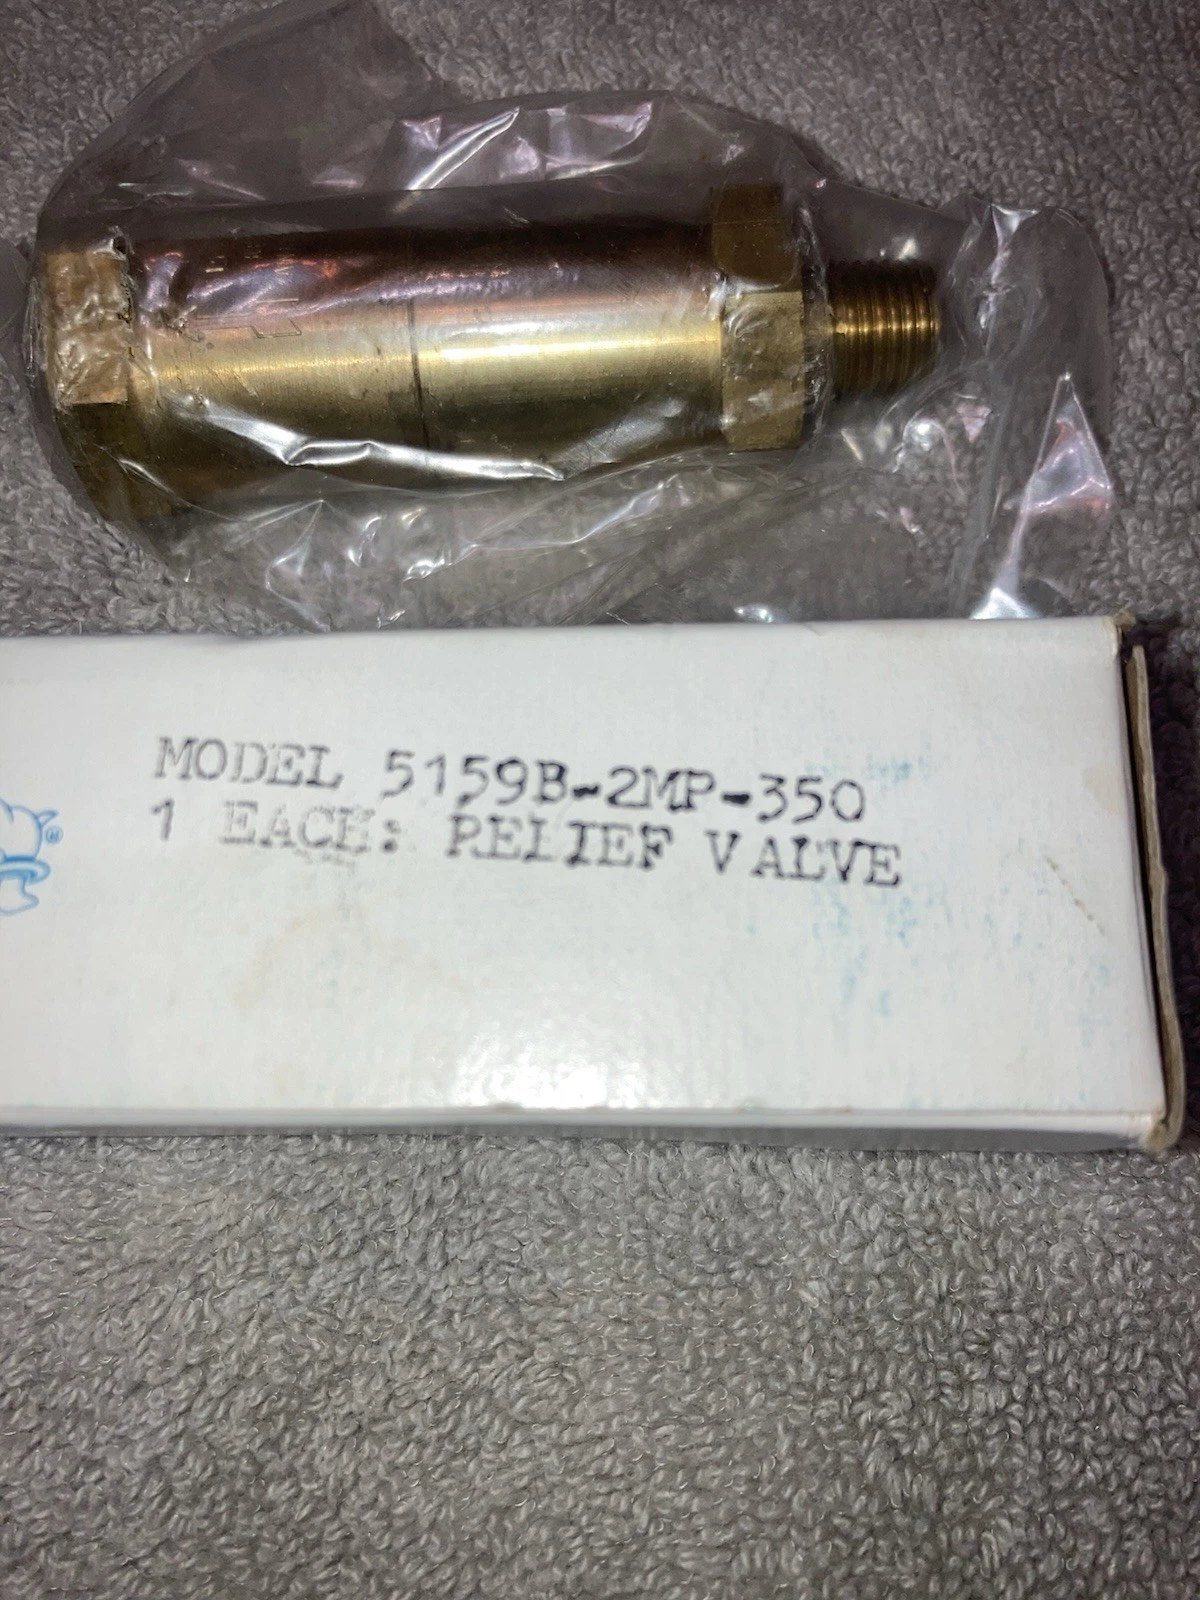 MODEL 5159B-2MP-350
1 EACH: RELIEF VALVE
®